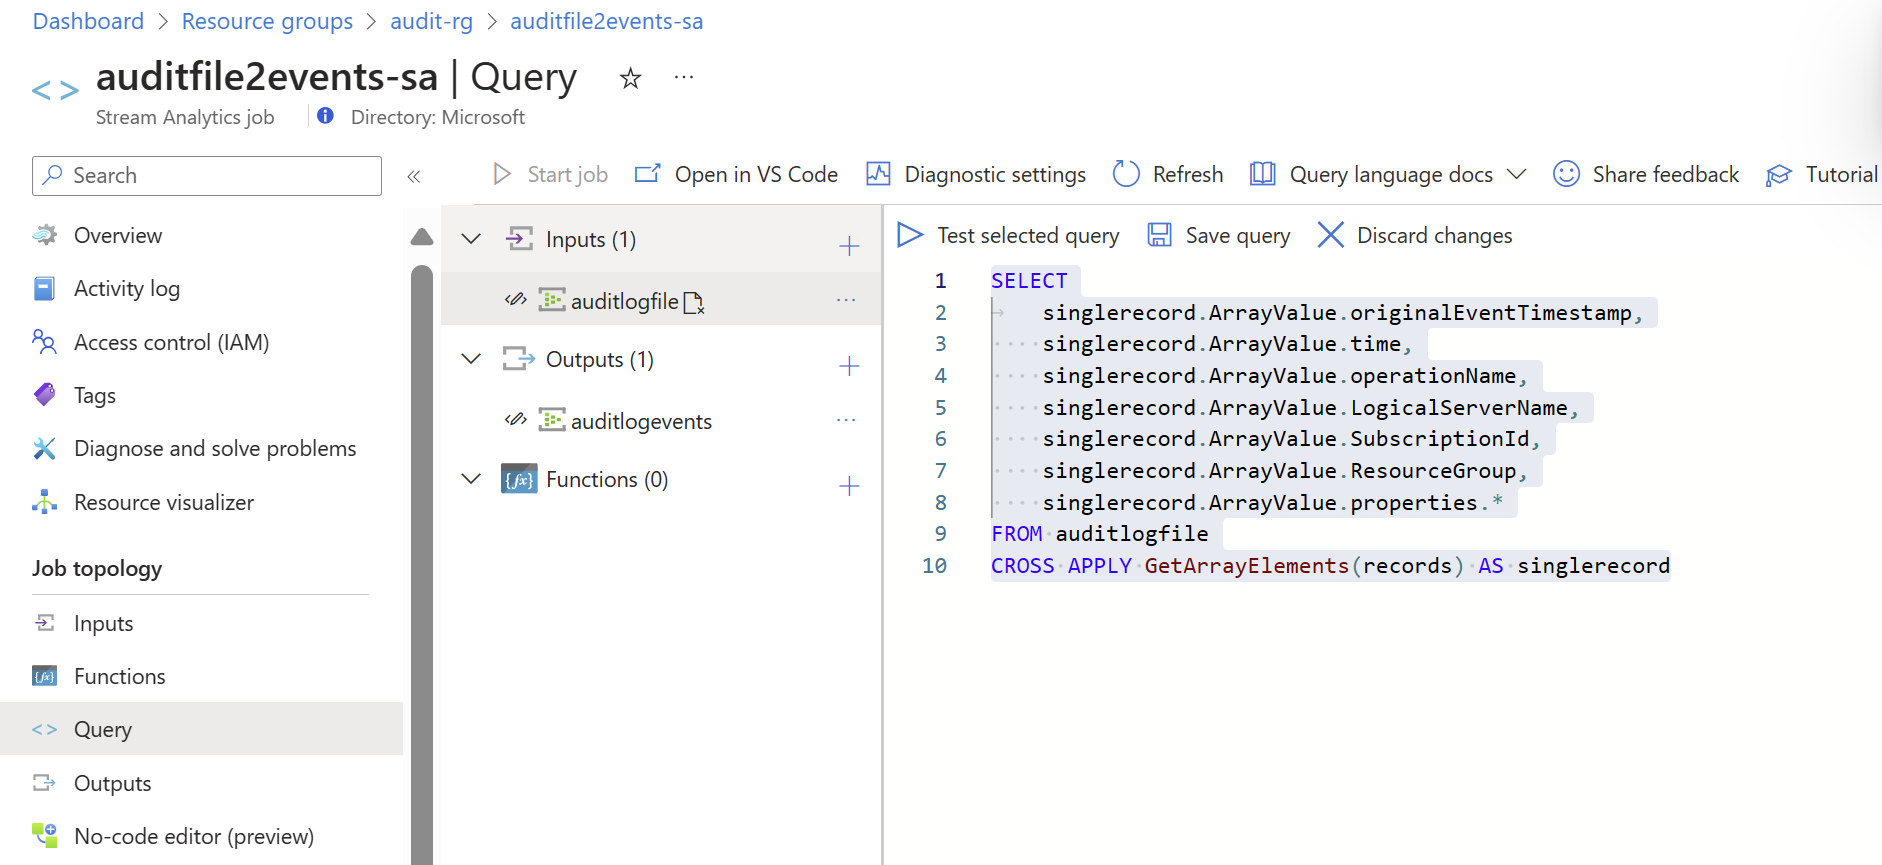 Dashboard > Resource groups > audit-rg > auditfile2events-sa
auditfile2events-sa | Query
Stream Analytics job
Directory: Microsoft
Search
Overview
Activity log
Access control (IAM)
Tags
Diagnose and solve problems
Resource visualizer
Job topology
Inputs
Functions
Query
Outputs
No-code editor (preview)
Start job
Open in VS Code
Diagnostic settings
Refresh
Query language docs
Share feedback
Tutorial
Inputs (1)
auditlogfile
Outputs (1)
auditlogevents
Functions (0)
Test selected query
Save query
Discard changes
1 SELECT
2 singlerecord.ArrayValue.originalEventTimestamp,
3 singlerecord.ArrayValue.time,
4 singlerecord.ArrayValue.operationName,
5 singlerecord.ArrayValue.LogicalServerName,
6 singlerecord.ArrayValue.SubscriptionId,
7 singlerecord.ArrayValue.ResourceGroup,
8 singlerecord.ArrayValue.properties.*
9 FROM auditlogfile
10 CROSS APPLY GetArrayElements(records) AS singlerecord